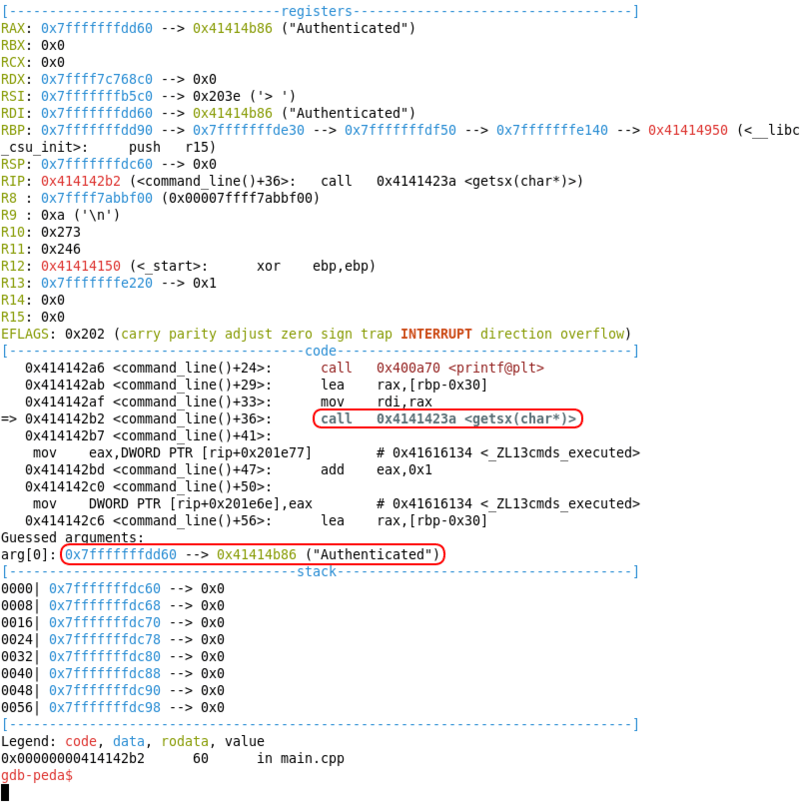 [----------------------------------registers-----------------------------------]
RAX: 0x7fffffffdd60 --> 0x41414b86 ("Authenticated")
RBX: 0x0
RCX: 0x0
RDX: 0x7ffff7c768c0 --> 0x0
RSI: 0x7fffffffb5c0 --> 0x203e ('> ')
RDI: 0x7fffffffdd60 --> 0x41414b86 ("Authenticated")
RBP: 0x7fffffffdd90 --> 0x7fffffffde30 --> 0x7fffffffdf50 --> 0x7fffffffe140 --> 0x41414950 (<__libc
_csu_init>:     push   r15)
RSP: 0x7fffffffdc60 --> 0x0
RIP: 0x414142b2 (<command_line()+36>:   call   0x4141423a <getsx(char*)>)
R8 : 0x7ffff7abbf00 (0x00007ffff7abbf00)
R9 : 0xa ('\n')
R10: 0x273
R11: 0x246
R12: 0x41414150 (<_start>:      xor    ebp,ebp)
R13: 0x7fffffffe220 --> 0x1
R14: 0x0
R15: 0x0
EFLAGS: 0x202 (carry parity adjust zero sign trap INTERRUPT direction overflow)
[-------------------------------------code-------------------------------------]
   0x414142a6 <command_line()+24>:      call   0x400a70 <printf@plt>
   0x414142ab <command_line()+29>:      lea    rax,[rbp-0x30]
   0x414142af <command_line()+33>:      mov    rdi,rax
=> 0x414142b2 <command_line()+36>:      call   0x4141423a <getsx(char*)>
   0x414142b7 <command_line()+41>:
    mov    eax,DWORD PTR [rip+0x201e77]        # 0x41616134 <_ZL13cmds_executed>
   0x414142bd <command_line()+47>:      add    eax,0x1
   0x414142c0 <command_line()+50>:
    mov    DWORD PTR [rip+0x201e6e],eax        # 0x41616134 <_ZL13cmds_executed>
   0x414142c6 <command_line()+56>:      lea    rax,[rbp-0x30]
Guessed arguments:
arg[0]: 0x7fffffffdd60 --> 0x41414b86 ("Authenticated")
[------------------------------------stack-------------------------------------]
0000| 0x7fffffffdc60 --> 0x0
0008| 0x7fffffffdc68 --> 0x0
0016| 0x7fffffffdc70 --> 0x0
0024| 0x7fffffffdc78 --> 0x0
0032| 0x7fffffffdc80 --> 0x0
0040| 0x7fffffffdc88 --> 0x0
0048| 0x7fffffffdc90 --> 0x0
0056| 0x7fffffffdc98 --> 0x0
[------------------------------------------------------------------------------]
Legend: code, data, rodata, value
0x00000000414142b2      60      in main.cpp
gdb-peda$